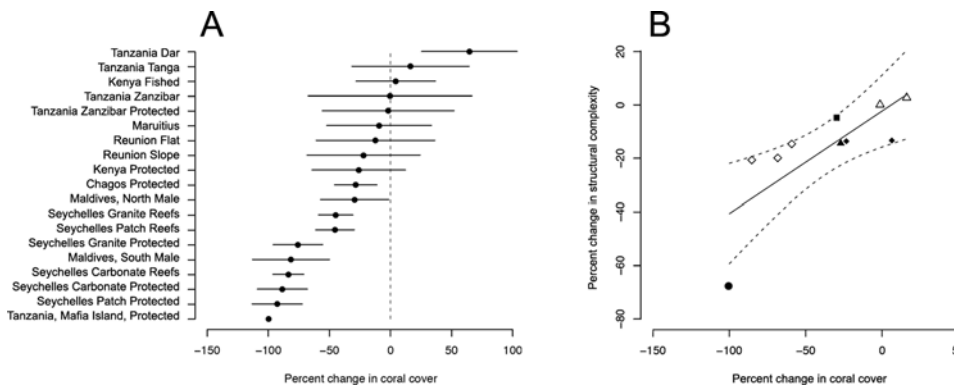 A
Tanzania Dar
Tanzania Tanga
Kenya Fished
Tanzania Zanzibar
Tanzania Zanzibar Protected
Maruitius
Reunion Flat
Reunion Slope
Kenya Protected
Chagos Protected
Maldives, North Male
Seychelles Granite Reefs
Seychelles Patch Reefs
Seychelles Granite Protected
Maldives, South Male
Seychelles Carbonate Reefs
Seychelles Carbonate Protected
Seychelles Patch Protected
Tanzania, Mafia Island, Protected
−150 −100 −50 0 50 100
Percent change in coral cover
B
Percent change in structural complexity
20
0
−20
−40
−60
−80
−100 −50 0
Percent change in coral cover